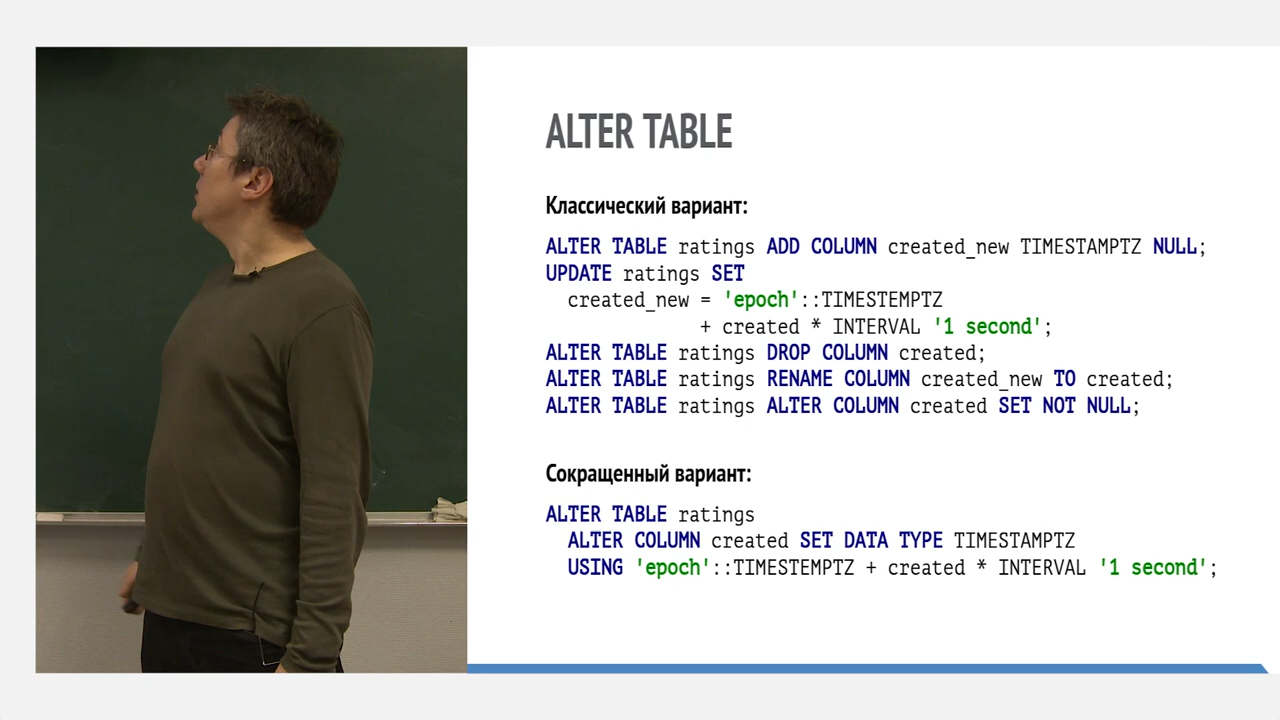 ALTER TABLE
Классический вариант:
ALTER TABLE ratings ADD COLUMN created_new TIMESTAMPTZ NULL;
UPDATE ratings SET
created_new = 'epoch'::TIMESTEMPTZ
+ created * INTERVAL '1 second';
ALTER TABLE ratings DROP COLUMN created;
ALTER TABLE ratings RENAME COLUMN created_new TO created;
ALTER TABLE ratings ALTER COLUMN created SET NOT NULL;
Сокращенный вариант:
ALTER TABLE ratings
ALTER COLUMN created SET DATA TYPE TIMESTAMPTZ
USING 'epoch'::TIMESTEMPTZ + created * INTERVAL '1 second';